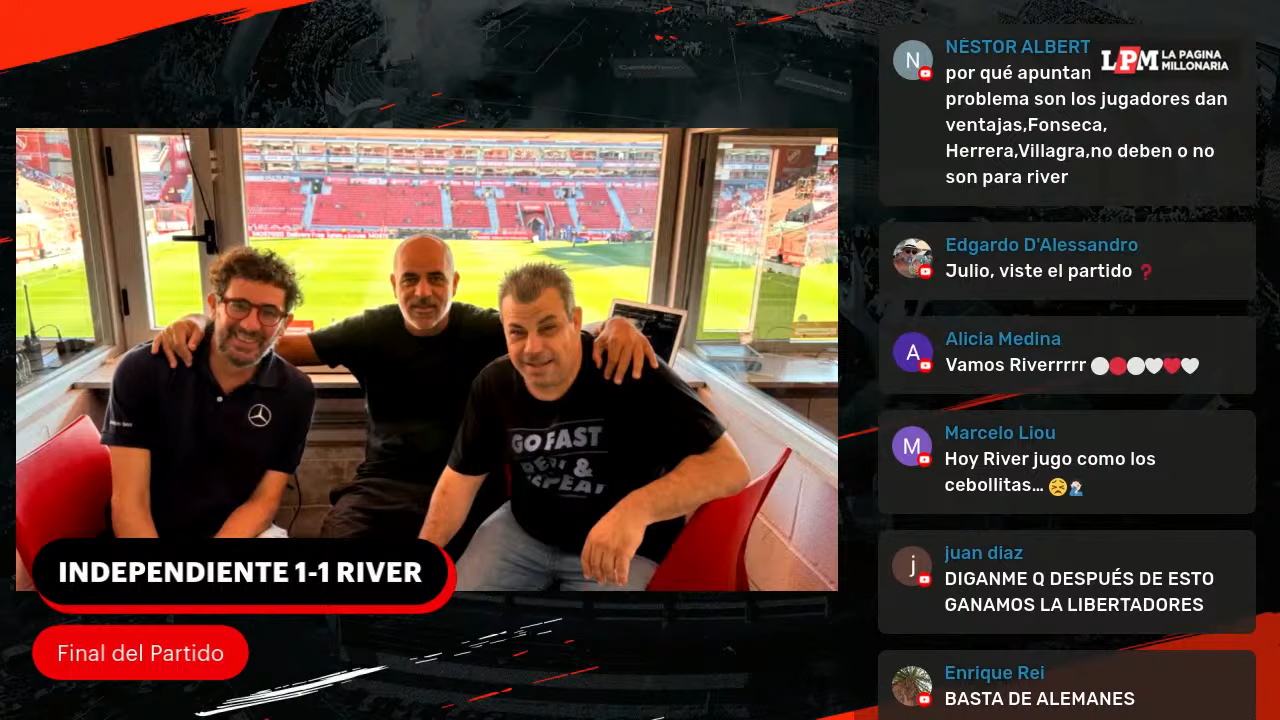 INDEPENDIENTE 1-1 RIVER
Final del Partido
GO FAST
N
NÈSTOR ALBERT
LPM LA PAGINA
MILLONARIA
por qué apuntan
problema son los jugadores dan
ventajas,Fonseca,
Herrera,Villagra,no deben o no
son para river
Edgardo D'Alessandro
Julio, viste el partido ❓
A
Alicia Medina
Vamos Riverrrrr ⚪🔴⚪🤍❤️🤍
M
Marcelo Liou
Hoy River jugo como los
cebollitas… 😣🤦🏻‍♂️
j
juan diaz
DIGANME Q DESPUÉS DE ESTO
GANAMOS LA LIBERTADORES
Enrique Rei
BASTA DE ALEMANES